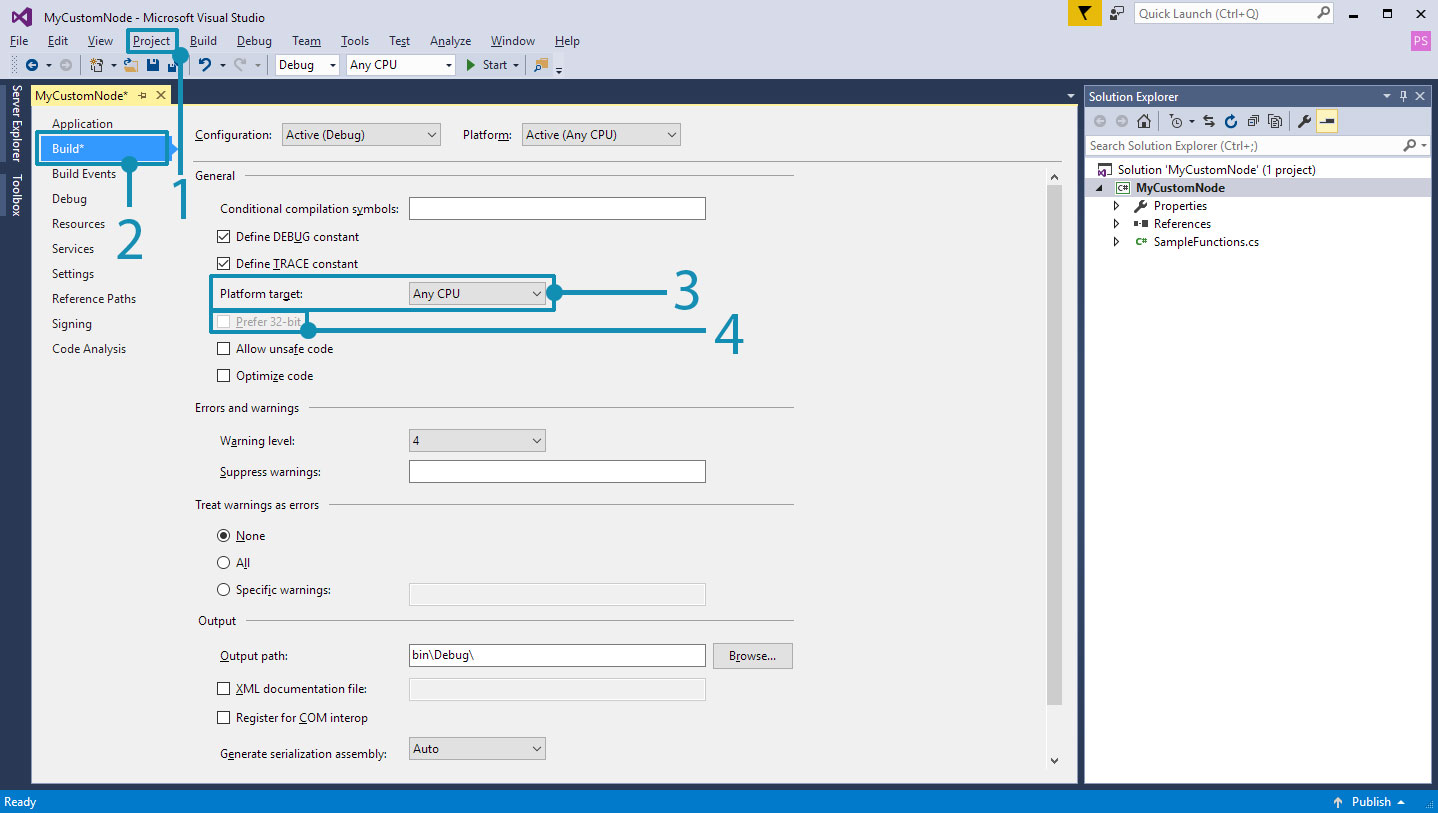 MyCustomNode - Microsoft Visual Studio
Quick Launch (Ctrl+Q)
File Edit View Project Build Debug Team Tools Test Analyze Window Help
PS
Debug Any CPU Start
Server Explorer
Toolbox
MyCustomNode*
Application
Build*
Build Events
Debug
Resources
Services
Settings
Reference Paths
Signing
Code Analysis
1
2
Configuration: Active (Debug) Platform: Active (Any CPU)
General
Conditional compilation symbols:
Define DEBUG constant
Define TRACE constant
Platform target: Any CPU
3
Prefer 32-bit
4
Allow unsafe code
Optimize code
Errors and warnings
Warning level: 4
Suppress warnings:
Treat warnings as errors
None
All
Specific warnings:
Output
Output path: bin\Debug\ Browse...
XML documentation file:
Register for COM interop
Generate serialization assembly: Auto
Solution Explorer
Search Solution Explorer (Ctrl+;)
Solution 'MyCustomNode' (1 project)
C# MyCustomNode
Properties
References
C# SampleFunctions.cs
Ready
Publish